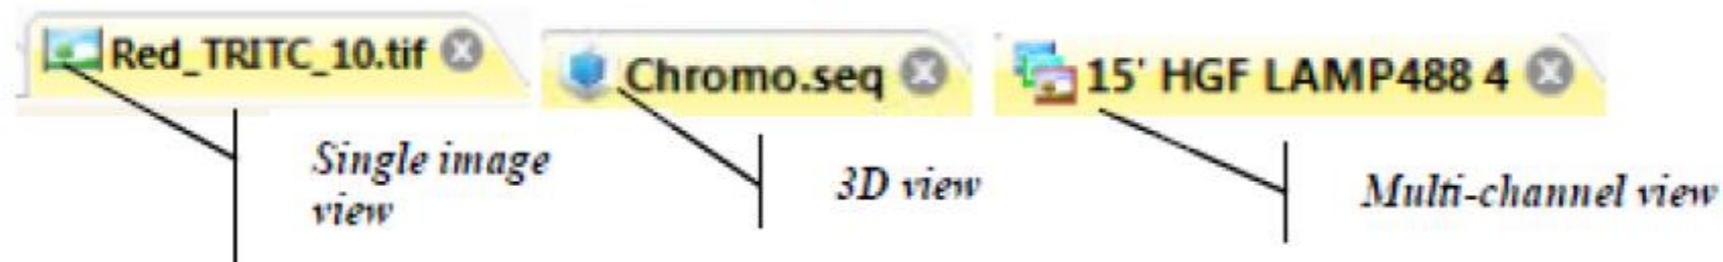 Red_TRITC_10.tif
Chromo.seq
15' HGF LAMP488 4
Single image
view
3D view
Multi-channel view